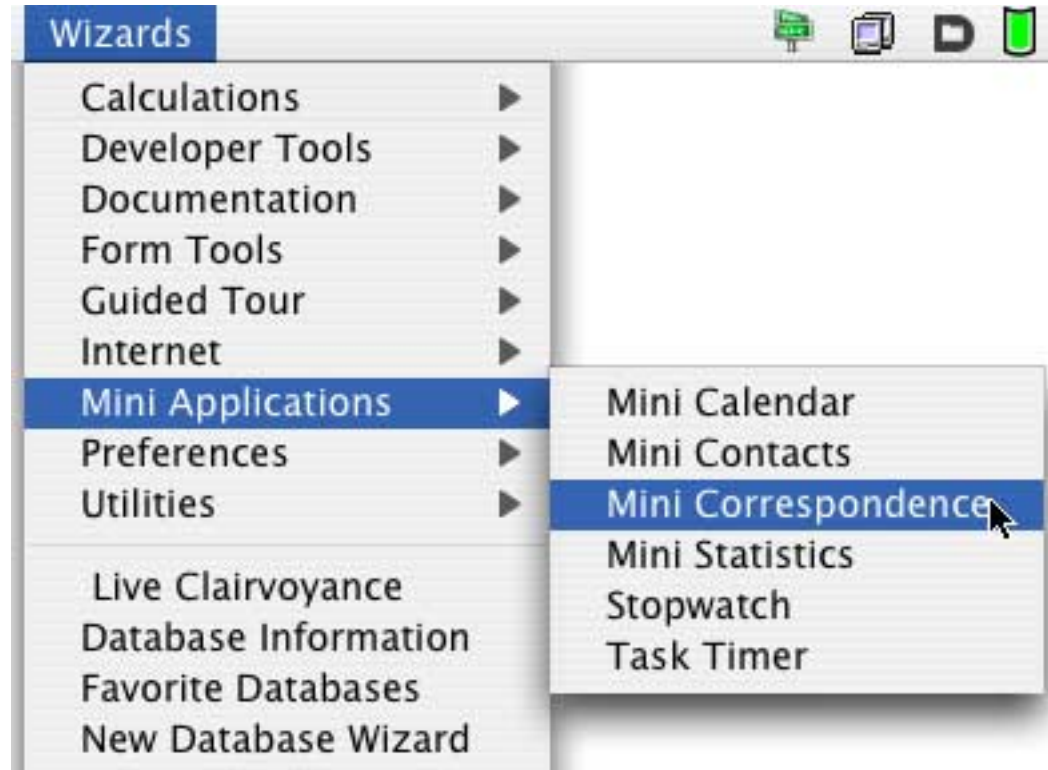 Wizards
Calculations
Developer Tools
Documentation
Form Tools
Guided Tour
Internet
Mini Applications
Preferences
Utilities
Live Clairvoyance
Database Information
Favorite Databases
New Database Wizard
Mini Calendar
Mini Contacts
Mini Correspondence
Mini Statistics
Stopwatch
Task Timer